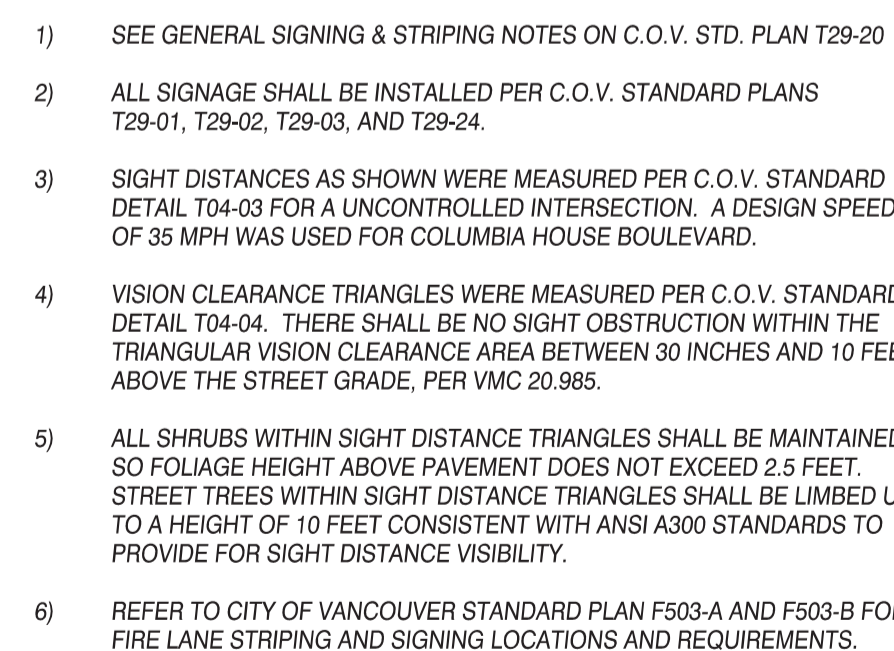 1) SEE GENERAL SIGNING & STRIPING NOTES ON C.O.V. STD. PLAN T29-20
2) ALL SIGNAGE SHALL BE INSTALLED PER C.O.V. STANDARD PLANS
T29-01, T29-02, T29-03, AND T29-24.
3) SIGHT DISTANCES AS SHOWN WERE MEASURED PER C.O.V. STANDARD
DETAIL T04-03 FOR A UNCONTROLLED INTERSECTION. A DESIGN SPEED
OF 35 MPH WAS USED FOR COLUMBIA HOUSE BOULEVARD.
4) VISION CLEARANCE TRIANGLES WERE MEASURED PER C.O.V. STANDARD
DETAIL T04-04. THERE SHALL BE NO SIGHT OBSTRUCTION WITHIN THE
TRIANGULAR VISION CLEARANCE AREA BETWEEN 30 INCHES AND 10 FEE
ABOVE THE STREET GRADE, PER VMC 20.985.
5) ALL SHRUBS WITHIN SIGHT DISTANCE TRIANGLES SHALL BE MAINTAINED
SO FOLIAGE HEIGHT ABOVE PAVEMENT DOES NOT EXCEED 2.5 FEET.
STREET TREES WITHIN SIGHT DISTANCE TRIANGLES SHALL BE LIMBED U
TO A HEIGHT OF 10 FEET CONSISTENT WITH ANSI A300 STANDARDS TO
PROVIDE FOR SIGHT DISTANCE VISIBILITY.
6) REFER TO CITY OF VANCOUVER STANDARD PLAN F503-A AND F503-B FOR
FIRE LANE STRIPING AND SIGNING LOCATIONS AND REQUIREMENTS.